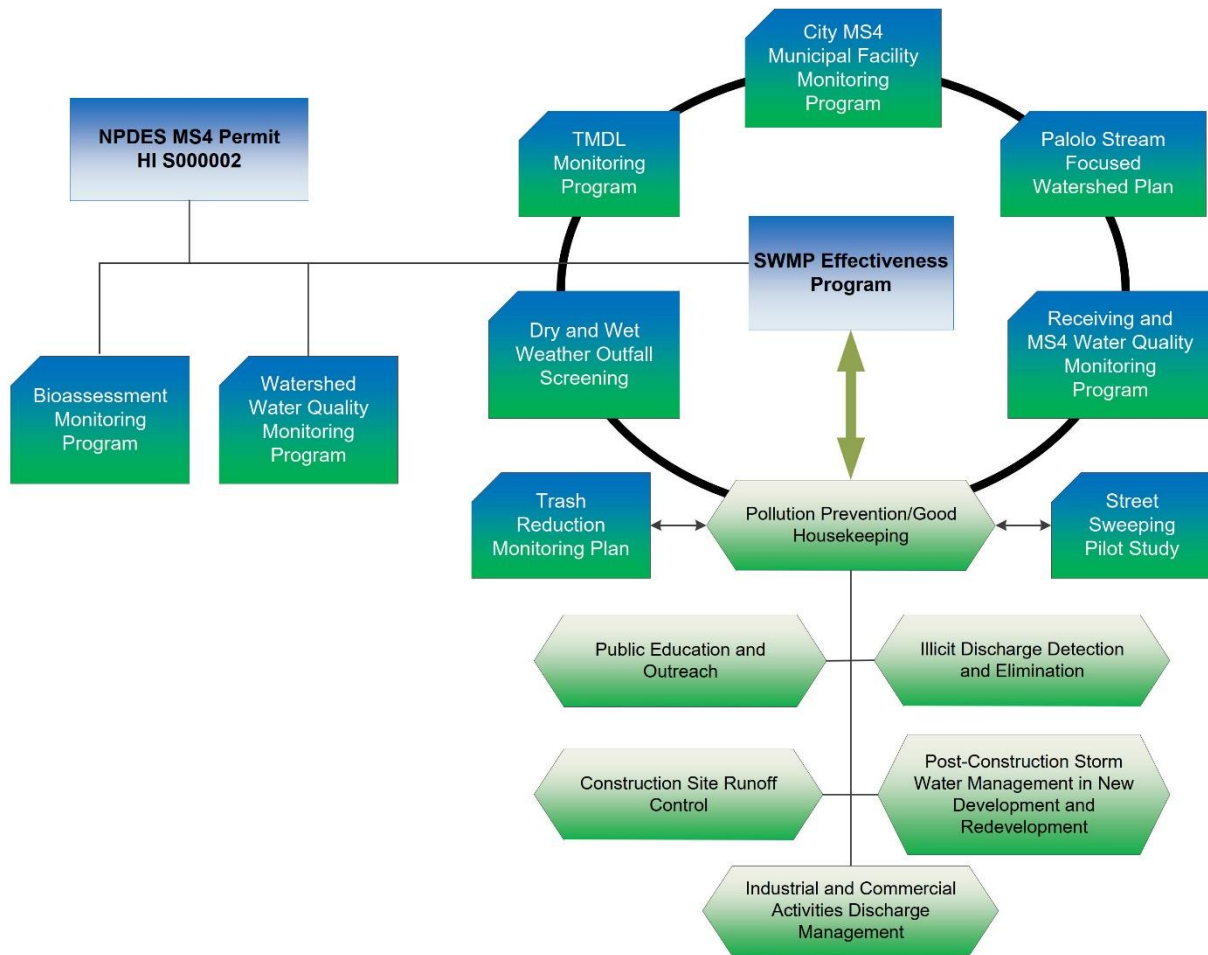 City MS4
Municipal Facility
Monitoring
Program
NPDES MS4 Permit
HI S000002
TMDL
Monitoring
Program
Palolo Stream
Focused
Watershed Plan
SWMP Effectiveness
Program
Dry and Wet
Weather Outfall
Screening
Receiving and
MS4 Water Quality
Monitoring
Program
Bioassessment
Monitoring
Program
Watershed
Water Quality
Monitoring
Program
Trash
Reduction
Monitoring Plan
Pollution Prevention/Good
Housekeeping
Street
Sweeping
Pilot Study
Public Education and
Outreach
Illicit Discharge Detection
and Elimination
Construction Site Runoff
Control
Post-Construction Storm
Water Management in New
Development and
Redevelopment
Industrial and Commercial
Activities Discharge
Management